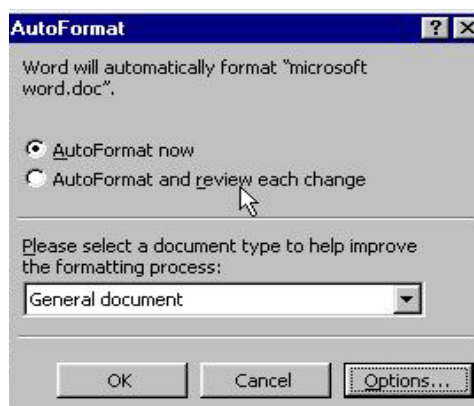 AutoFormat
Word will automatically format "microsoft
word.doc".
AutoFormat now
AutoFormat and review each change
Please select a document type to help improve
the formatting process:
General document
OK Cancel Options...